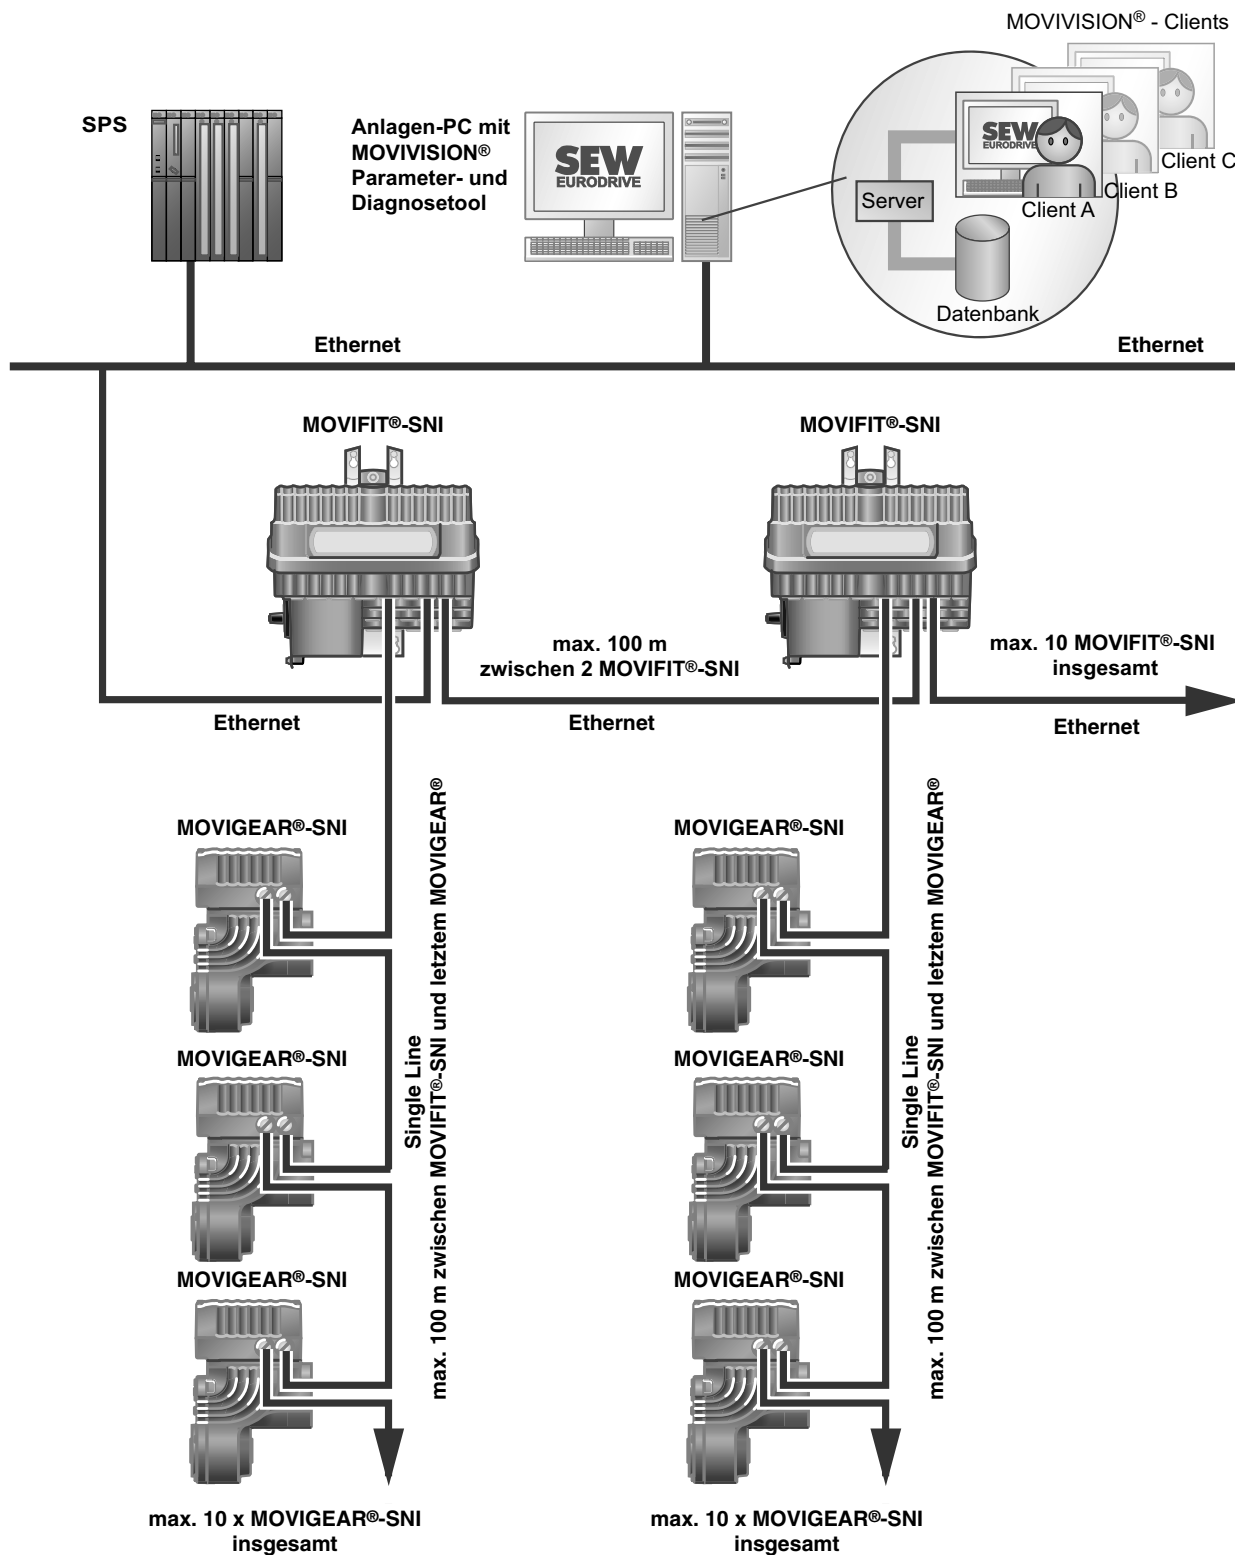 MOVIVISION® - Clients
SPS
Anlagen-PC mit
MOVIVISION®
Parameter- und
Diagnosetool
SEW
EURODRIVE
SEW
EURODRIVE
Server
Client A
Client B
Client C
Datenbank
Ethernet
Ethernet
MOVIFIT®-SNI
MOVIFIT®-SNI
max. 100 m
zwischen 2 MOVIFIT®-SNI
max. 10 MOVIFIT®-SNI
insgesamt
Ethernet
Ethernet
Ethernet
MOVIGEAR®-SNI
MOVIGEAR®-SNI
MOVIGEAR®-SNI
Single Line
max. 100 m zwischen MOVIFIT®-SNI und letztem MOVIGEAR®
max. 10 x MOVIGEAR®-SNI
insgesamt
MOVIGEAR®-SNI
MOVIGEAR®-SNI
MOVIGEAR®-SNI
Single Line
max. 100 m zwischen MOVIFIT®-SNI und letztem MOVIGEAR®
max. 10 x MOVIGEAR®-SNI
insgesamt